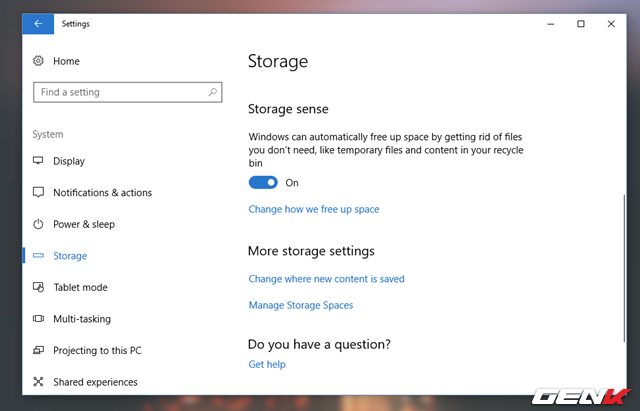 Settings
Home
Find a setting
System
Display
Notifications & actions
Power & sleep
Storage
Tablet mode
Multi-tasking
Projecting to this PC
Shared experiences
Storage
Storage sense
Windows can automatically free up space by getting rid of files
you don't need, like temporary files and content in your recycle
bin
On
Change how we free up space
More storage settings
Change where new content is saved
Manage Storage Spaces
Do you have a question?
Get help
GENK